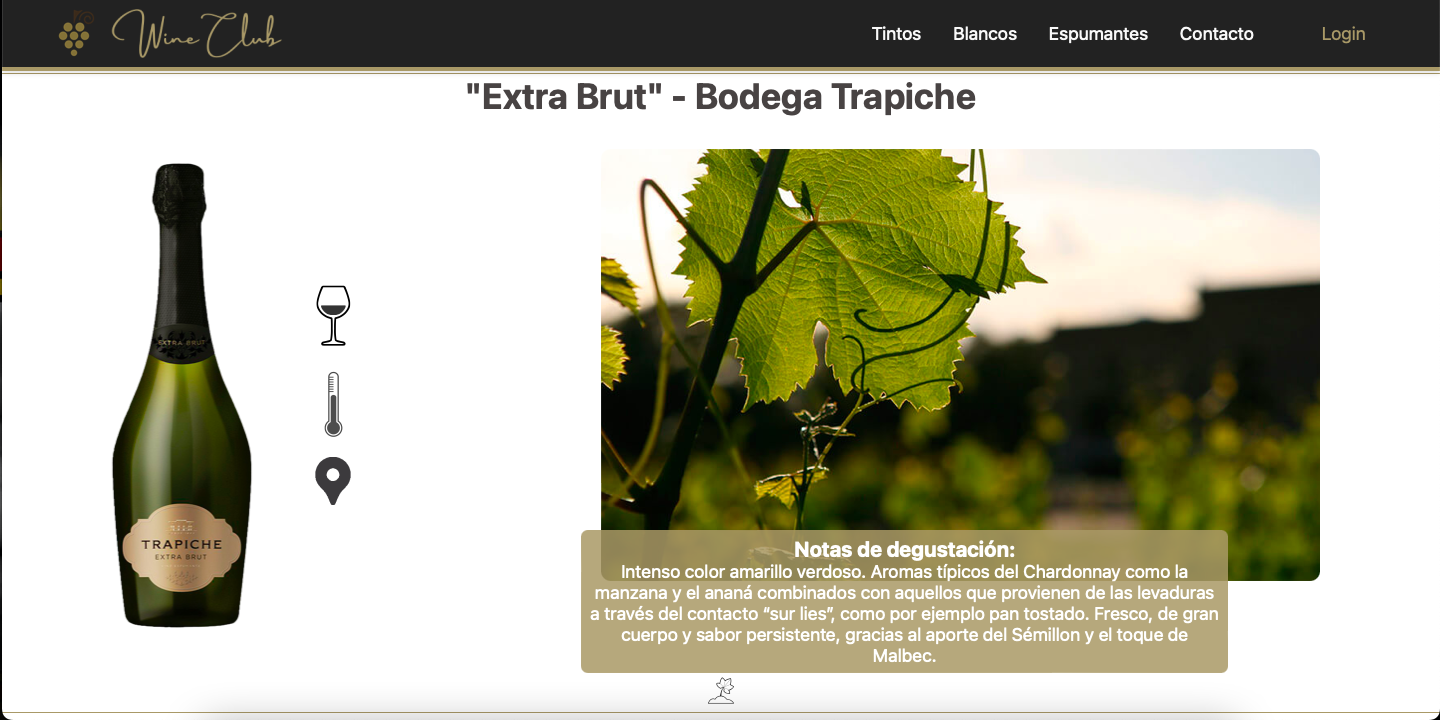 Wine Club
Tintos Blancos Espumantes Contacto Login
"Extra Brut" - Bodega Trapiche
EXTRA BRUT
TRAPICHE
EXTRA BRUT
Notas de degustación:
Intenso color amarillo verdoso. Aromas típicos del Chardonnay como la
manzana y el ananá combinados con aquellos que provienen de las levaduras
a través del contacto “sur lies”, como por ejemplo pan tostado. Fresco, de gran
cuerpo y sabor persistente, gracias al aporte del Sémillon y el toque de
Malbec.